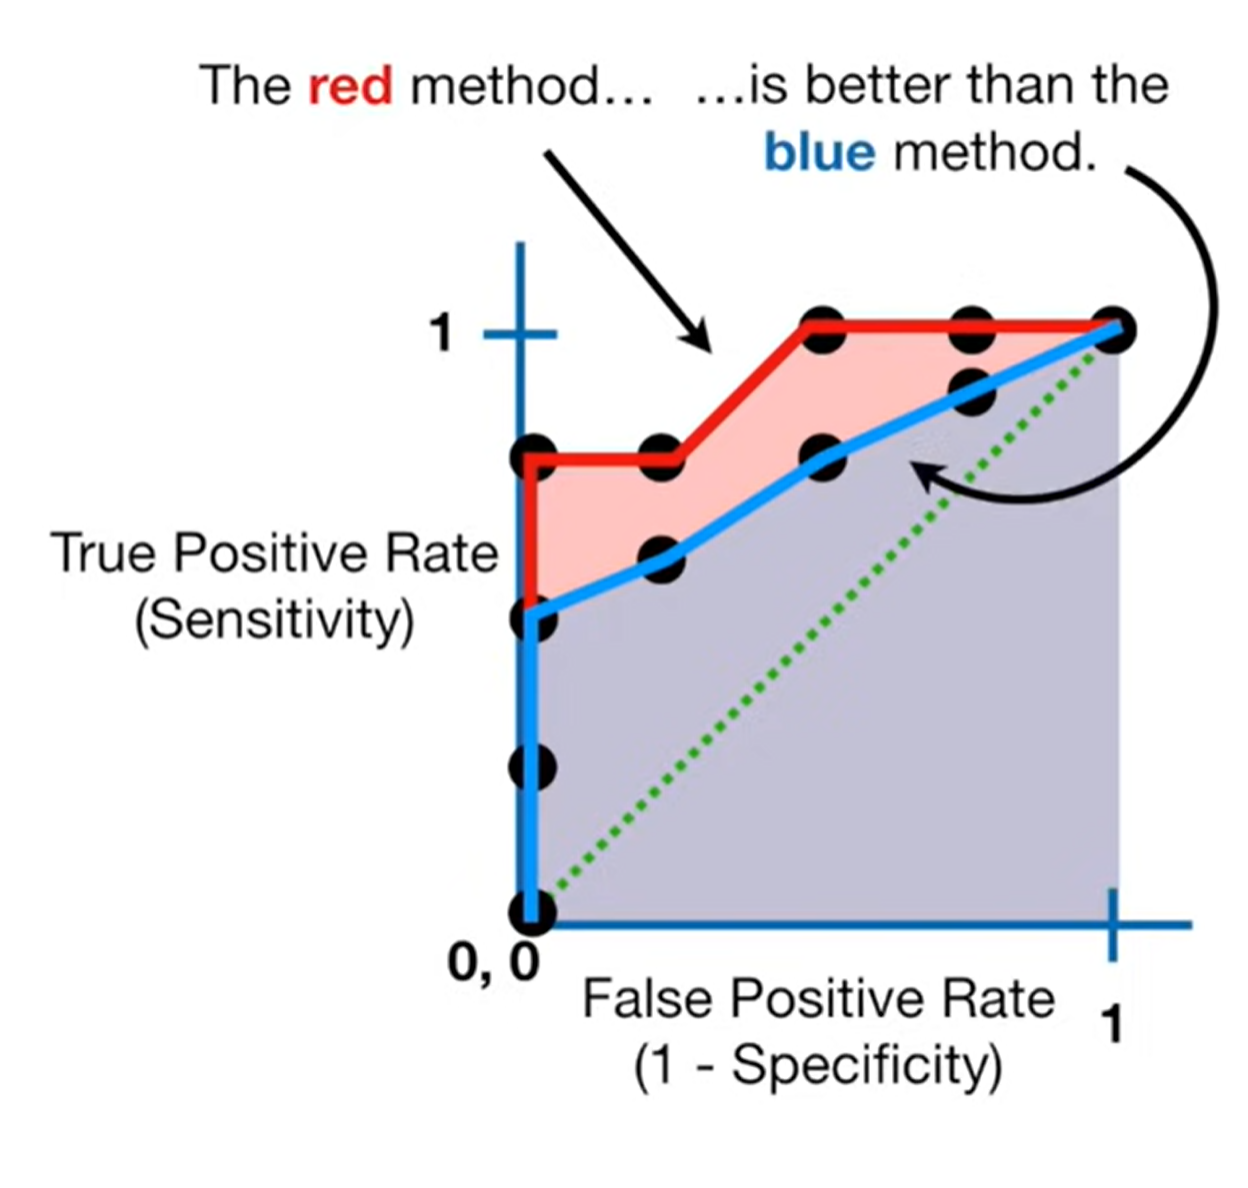 The red method...
...is better than the
blue method.
1
True Positive Rate
(Sensitivity)
0, 0
False Positive Rate
(1 - Specificity)
1